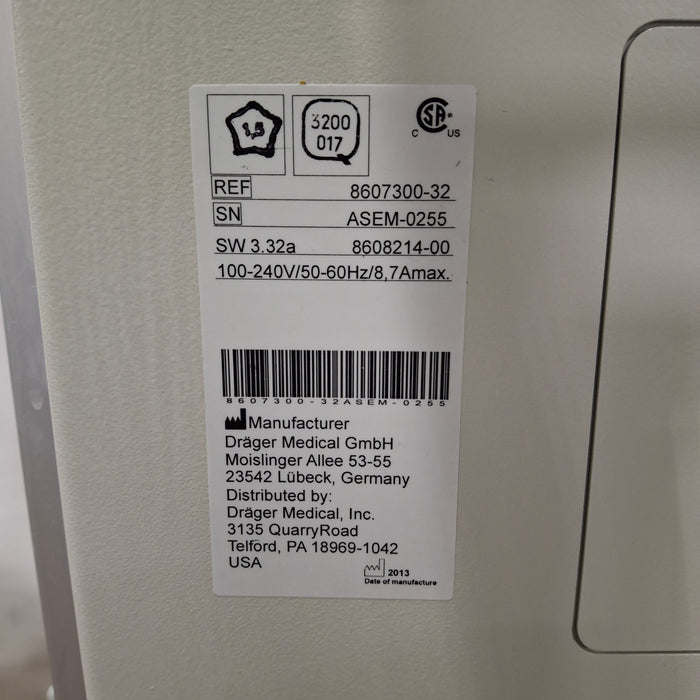 1,5
3200
017
C SA® US
REF 8607300-32
SN ASEM-0255
SW 3.32a 8608214-00
100-240V/50-60Hz/8,7Amax.
8607300-32ASEM-0255
Manufacturer
Dräger Medical GmbH
Moislinger Allee 53-55
23542 Lübeck, Germany
Distributed by:
Dräger Medical, Inc.
3135 QuarryRoad
Telford, PA 18969-1042
USA
2013
Date of manufacture